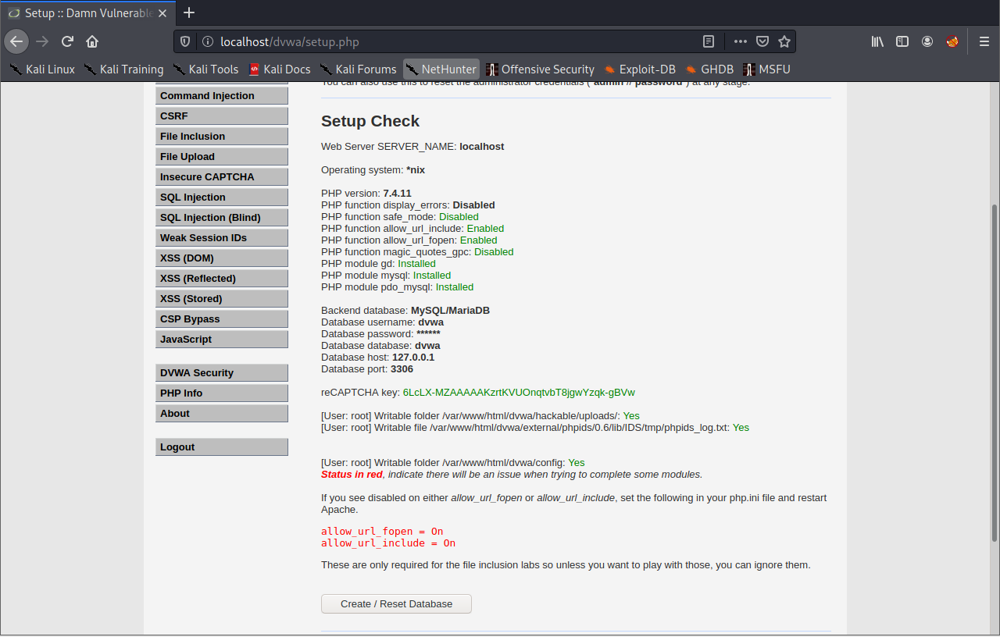 Setup :: Damn Vulnerable
localhost/dvwa/setup.php
Kali Linux Kali Training Kali Tools Kali Docs Kali Forums NetHunter Offensive Security Exploit-DB GHDB MSFU
You can also use this to reset the administrator credentials ("admin // password") at any stage.
Command Injection
CSRF
File Inclusion
File Upload
Insecure CAPTCHA
SQL Injection
SQL Injection (Blind)
Weak Session IDs
XSS (DOM)
XSS (Reflected)
XSS (Stored)
CSP Bypass
JavaScript
DVWA Security
PHP Info
About
Logout
Setup Check
Web Server SERVER_NAME: localhost
Operating system: *nix
PHP version: 7.4.11
PHP function display_errors: Disabled
PHP function safe_mode: Disabled
PHP function allow_url_include: Enabled
PHP function allow_url_fopen: Enabled
PHP function magic_quotes_gpc: Disabled
PHP module gd: Installed
PHP module mysql: Installed
PHP module pdo_mysql: Installed
Backend database: MySQL/MariaDB
Database username: dvwa
Database password: ******
Database database: dvwa
Database host: 127.0.0.1
Database port: 3306
reCAPTCHA key: 6LcLX-MZAAAAAKzrtKVUOnqtvbT8jgwYzqk-gBVw
[User: root] Writable folder /var/www/html/dvwa/hackable/uploads/: Yes
[User: root] Writable file /var/www/html/dvwa/external/phpids/0.6/lib/IDS/tmp/phpids_log.txt: Yes
[User: root] Writable folder /var/www/html/dvwa/config: Yes
Status in red, indicate there will be an issue when trying to complete some modules.
If you see disabled on either allow_url_fopen or allow_url_include, set the following in your php.ini file and restart
Apache.
allow_url_fopen = On
allow_url_include = On
These are only required for the file inclusion labs so unless you want to play with those, you can ignore them.
Create / Reset Database